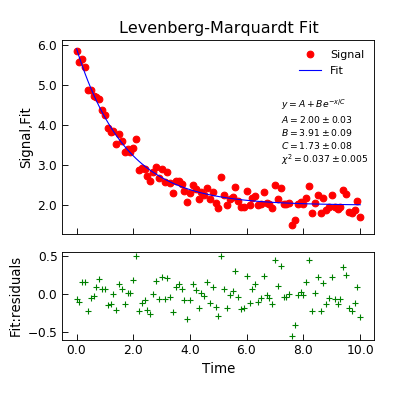 Levenberg-Marquardt Fit
6.0
5.0
4.0
3.0
2.0
Signal,Fit
Signal
Fit
y = A + Be^{-x/C}
A = 2.00 ± 0.03
B = 3.91 ± 0.09
C = 1.73 ± 0.08
χ² = 0.037 ± 0.005
0.5
0.0
−0.5
Fit:residuals
0.0 2.0 4.0 6.0 8.0 10.0
Time